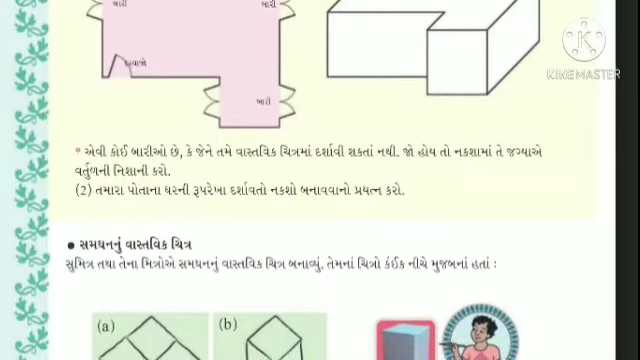 બારી
બારી
દરવાજો
બારી
KINEMASTER
* એવી કોઈ બારીઓ છે, કે જેને તમે વાસ્તવિક ચિત્રમાં દર્શાવી શકતાં નથી. જો હોય તો નકશામાં તે જગ્યાએ
વર્તુળની નિશાની કરો.
(2) તમારા પોતાના ઘરની રૂપરેખા દર્શાવતો નકશો બનાવવાનો પ્રયત્ન કરો.
• સમઘનનું વાસ્તવિક ચિત્ર
સુમિત્ર તથા તેના મિત્રોએ સમઘનનું વાસ્તવિક ચિત્ર બનાવ્યું. તેમનાં ચિત્રો કંઈક નીચે મુજબનાં હતાં :
(a)
(b)